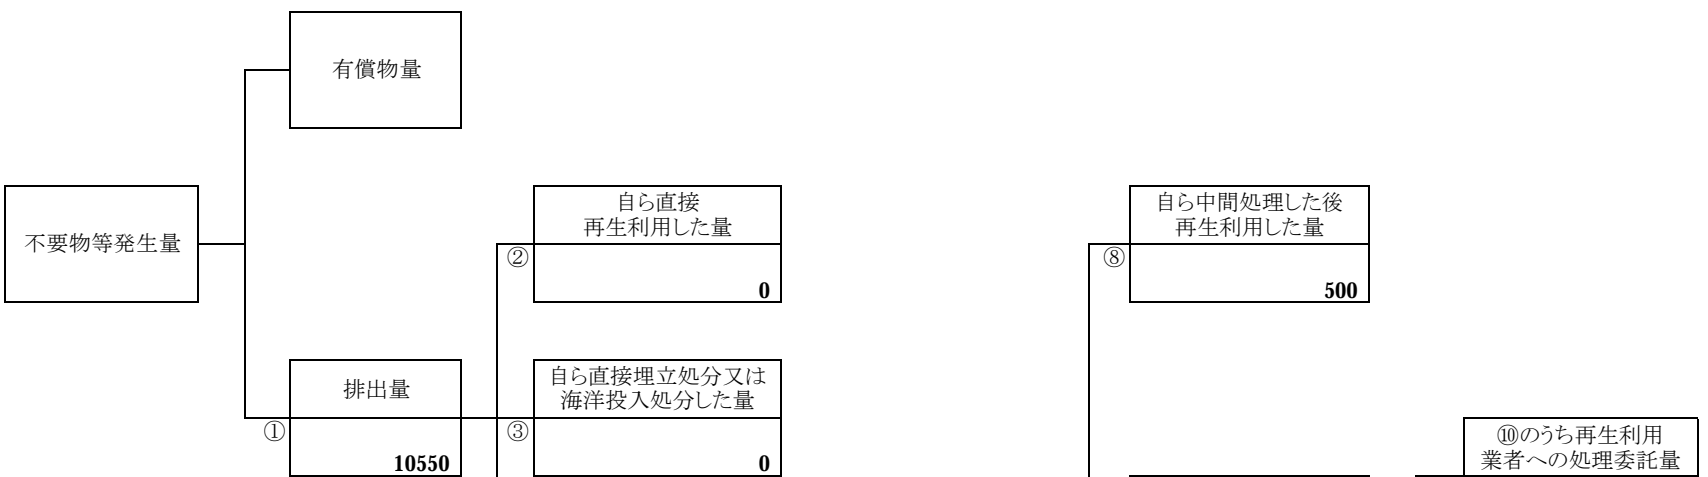 有償物量
不要物等発生量
自ら直接
再生利用した量
②
0
自ら中間処理した後
再生利用した量
⑧
500
排出量
①
10550
自ら直接埋立処分又は
海洋投入処分した量
③
0
⑩のうち再生利用
業者への処理委託量